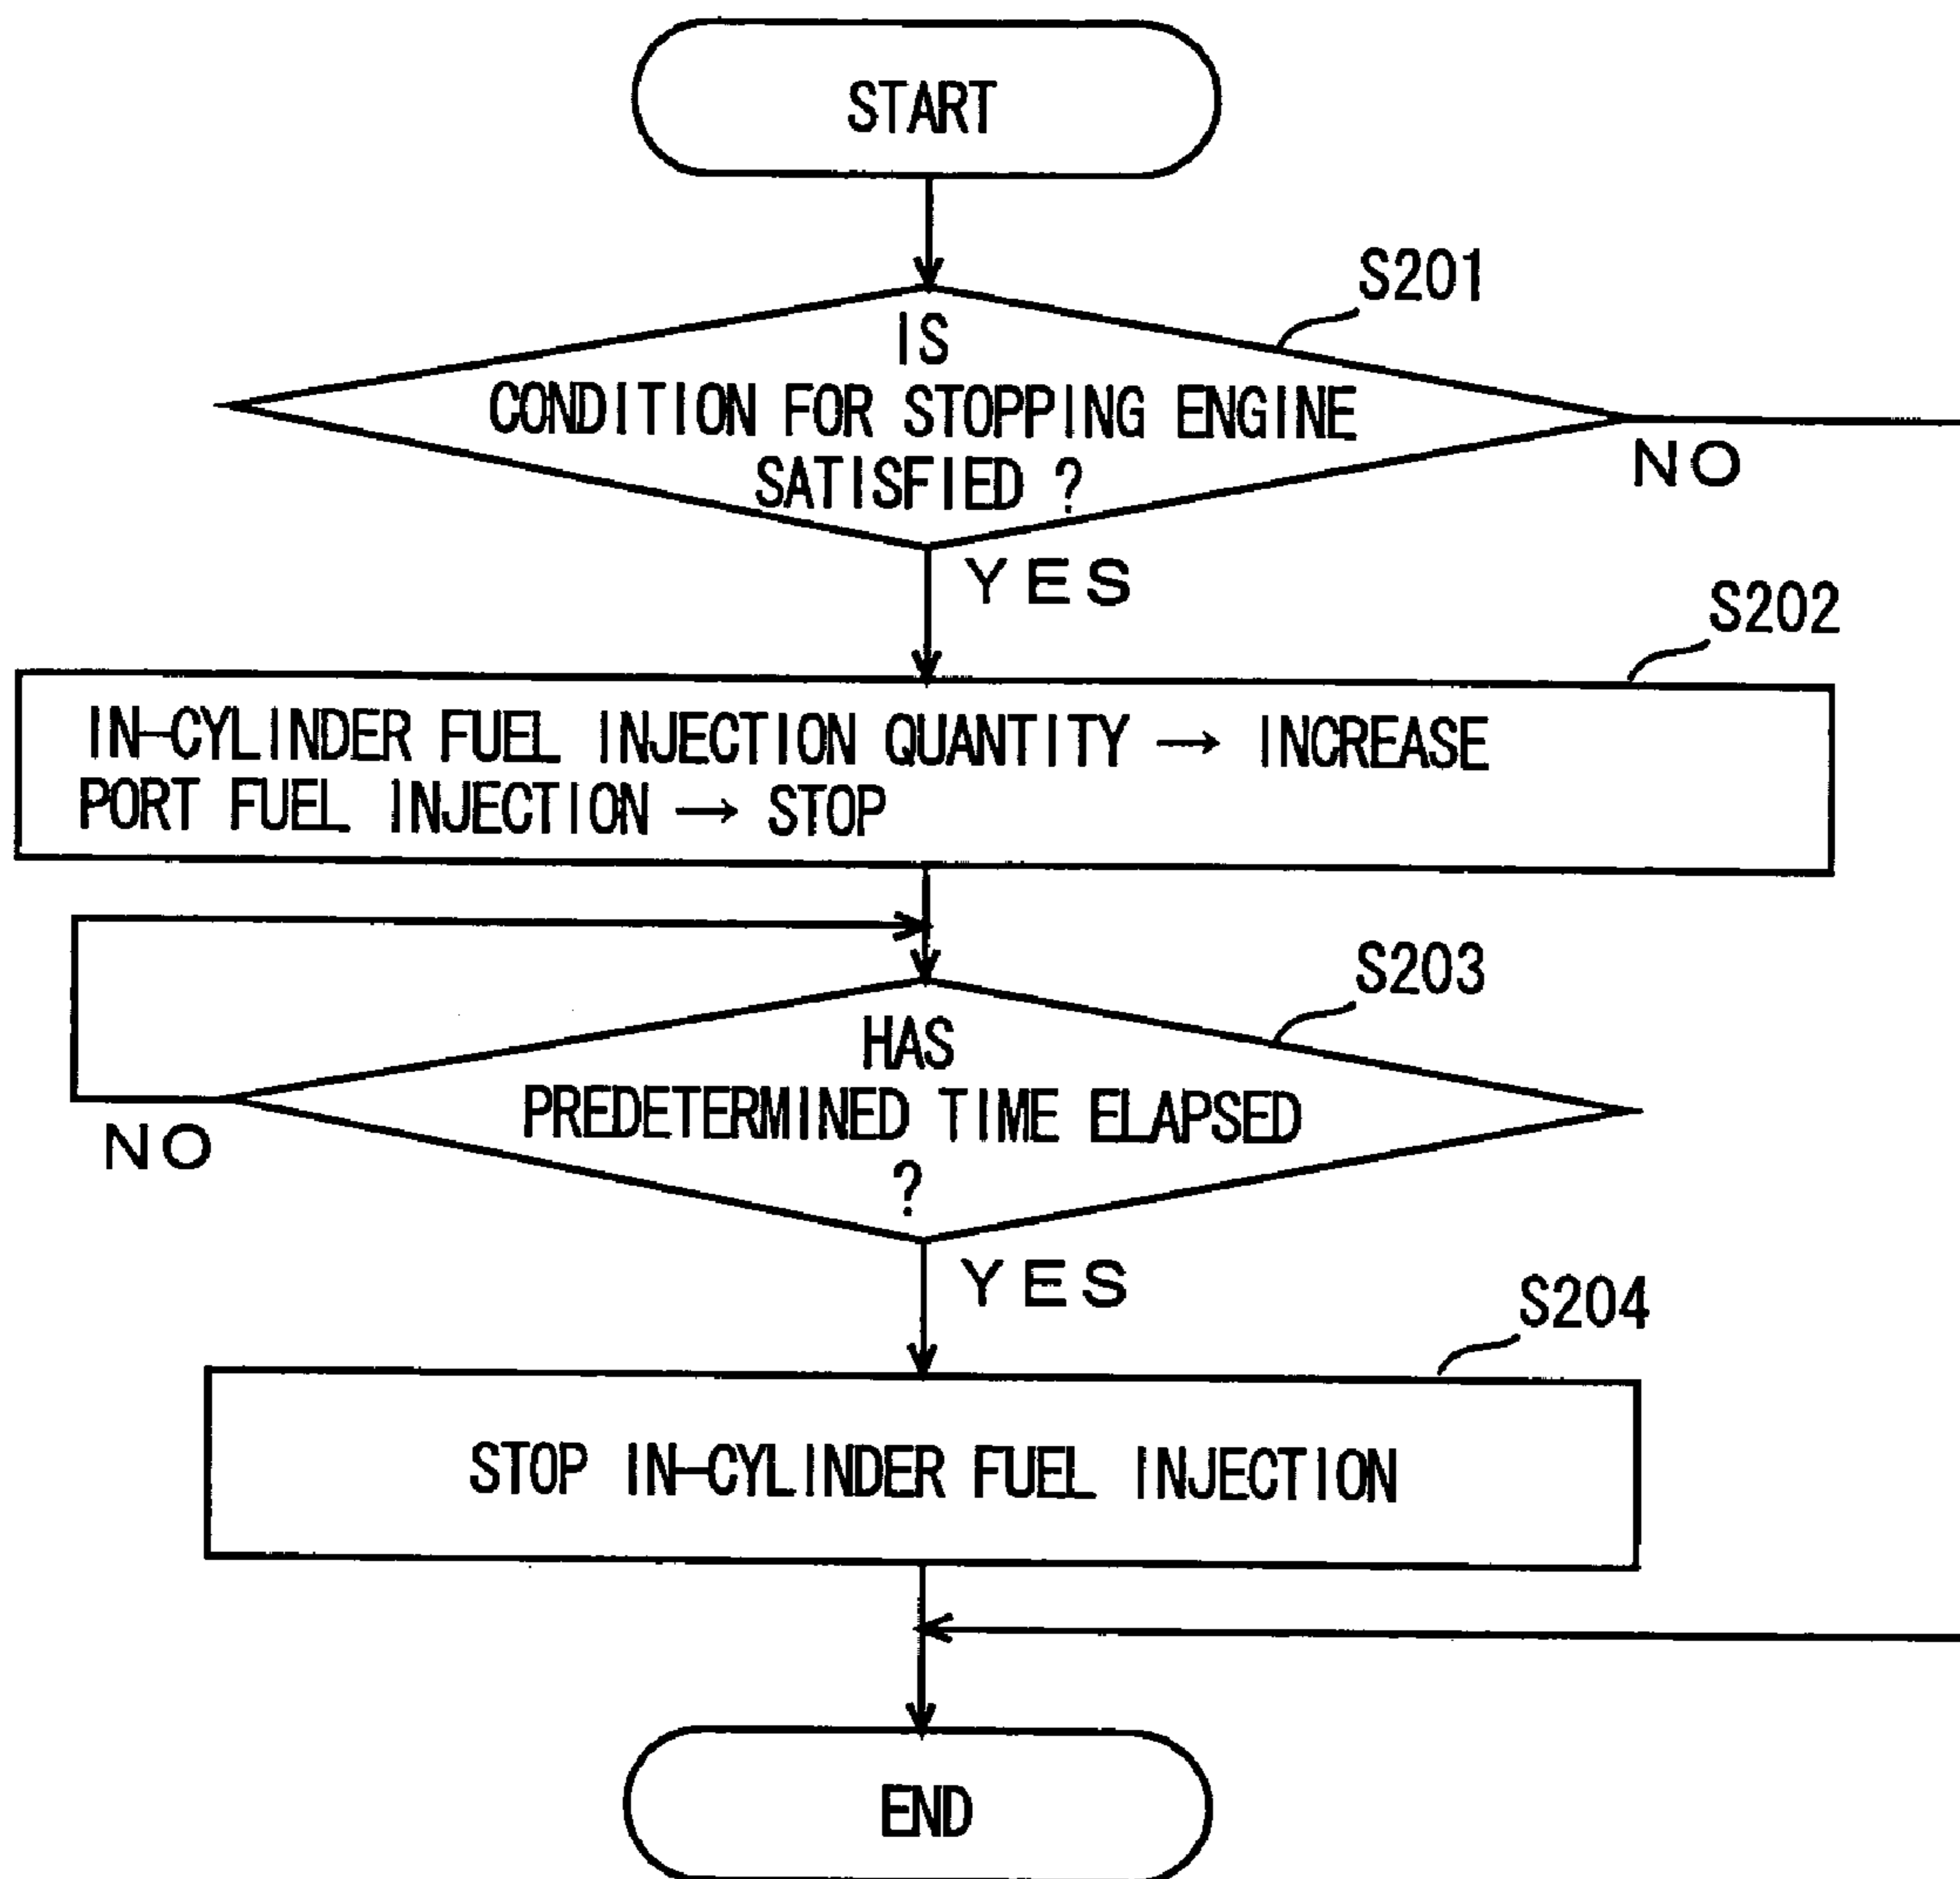 START
S201
IS
CONDITION FOR STOPPING ENGINE
SATISFIED ?
NO
YES
S202
IN-CYLINDER FUEL INJECTION QUANTITY → INCREASE
PORT FUEL INJECTION → STOP
S203
HAS
PREDETERMINED TIME ELAPSED
?
NO
YES
S204
STOP IN-CYLINDER FUEL INJECTION
END